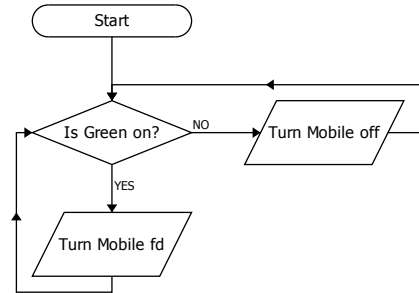 Start
Is Green on?
NO
Turn Mobile off
YES
Turn Mobile fd